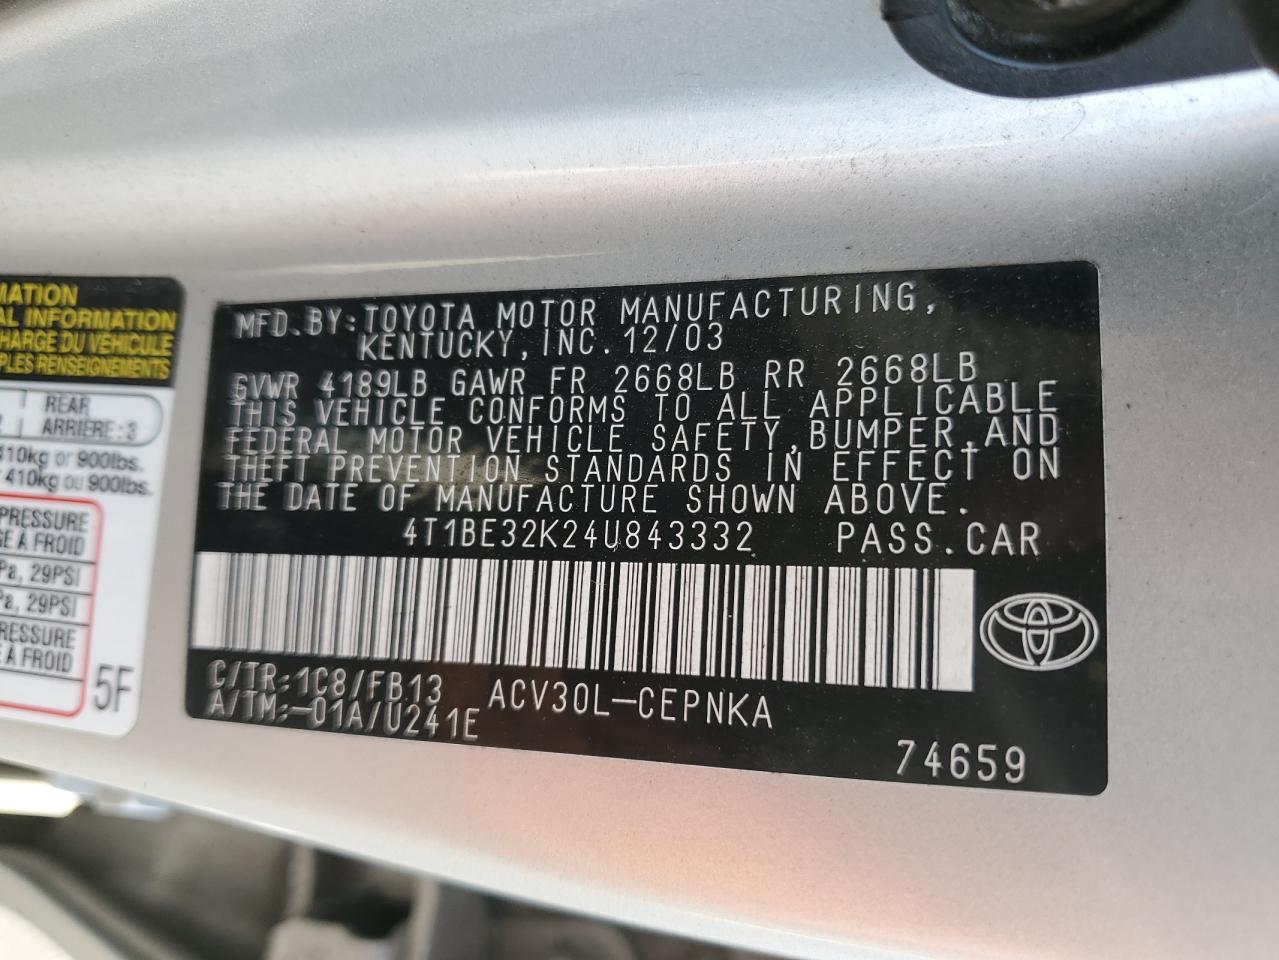 MATION
AL INFORMATION
HARGE DU VEHICULE
PLES RENSEIGNEMENTS
REAR
ARRIÈRE : 3
410kg or 900lbs.
410kg ou 900lbs.
PRESSURE
E À FROID
Pa, 29PSI
Pa, 29PSI
RESSURE
E À FROID
5F
MFD.BY:TOYOTA MOTOR MANUFACTURING,
KENTUCKY,INC. 12/03
GVWR 4189LB GAWR FR 2668LB RR 2668LB
THIS VEHICLE CONFORMS TO ALL APPLICABLE
FEDERAL MOTOR VEHICLE SAFETY,BUMPER,AND
THEFT PREVENTION STANDARDS IN EFFECT ON
THE DATE OF MANUFACTURE SHOWN ABOVE.
4T1BE32K24U843332 PASS.CAR
C/TR:1C8/FB13 ACV30L-CEPNKA
A/TM:-01A/U241E
74659